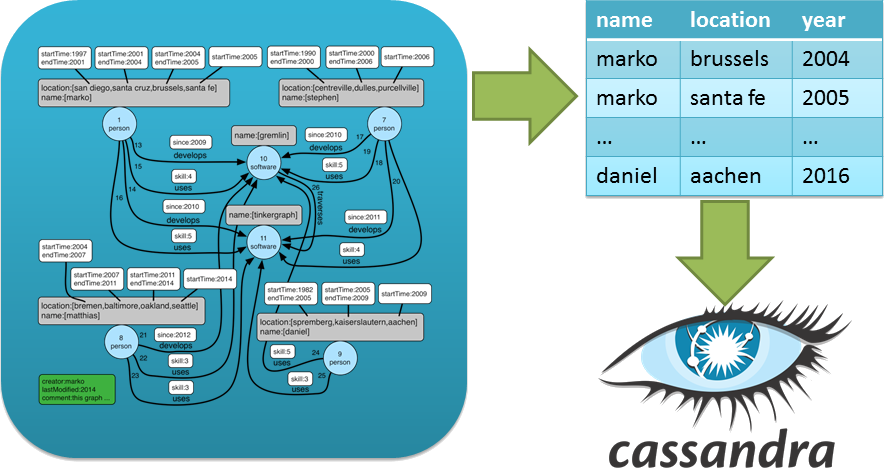 startTime:1997
endTime:2001
startTime:2001
endTime:2004
startTime:2004
endTime:2005
startTime:2005
location:[san diego,santa cruz,brussels,santa fe]
name:[marko]
startTime:1990
endTime:2000
startTime:2000
endTime:2006
startTime:2006
location:[centreville,dulles,purcellville]
name:[stephen]
1
person
7
person
name:[gremlin]
10
software
name:[tinkergraph]
11
software
13
since:2009
develops
15
skill:4
uses
14
since:2010
develops
16
skill:5
uses
17
since:2010
develops
19
18
skill:5
uses
20
26
traverses
since:2011
develops
skill:4
uses
startTime:2004
endTime:2007
startTime:2007
endTime:2011
startTime:2011
endTime:2014
startTime:2014
location:[bremen,baltimore,oakland,seattle]
name:[matthias]
startTime:1982
endTime:2005
startTime:2005
endTime:2009
startTime:2009
location:[spremberg,kaiserslautern,aachen]
name:[daniel]
8
person
21
since:2012
develops
22
skill:3
uses
23
skill:3
uses
9
person
24
skill:5
uses
25
skill:3
uses
creator:marko
lastModified:2014
comment:this graph ...
name location year
marko brussels 2004
marko santa fe 2005
... ... ...
daniel aachen 2016
cassandra